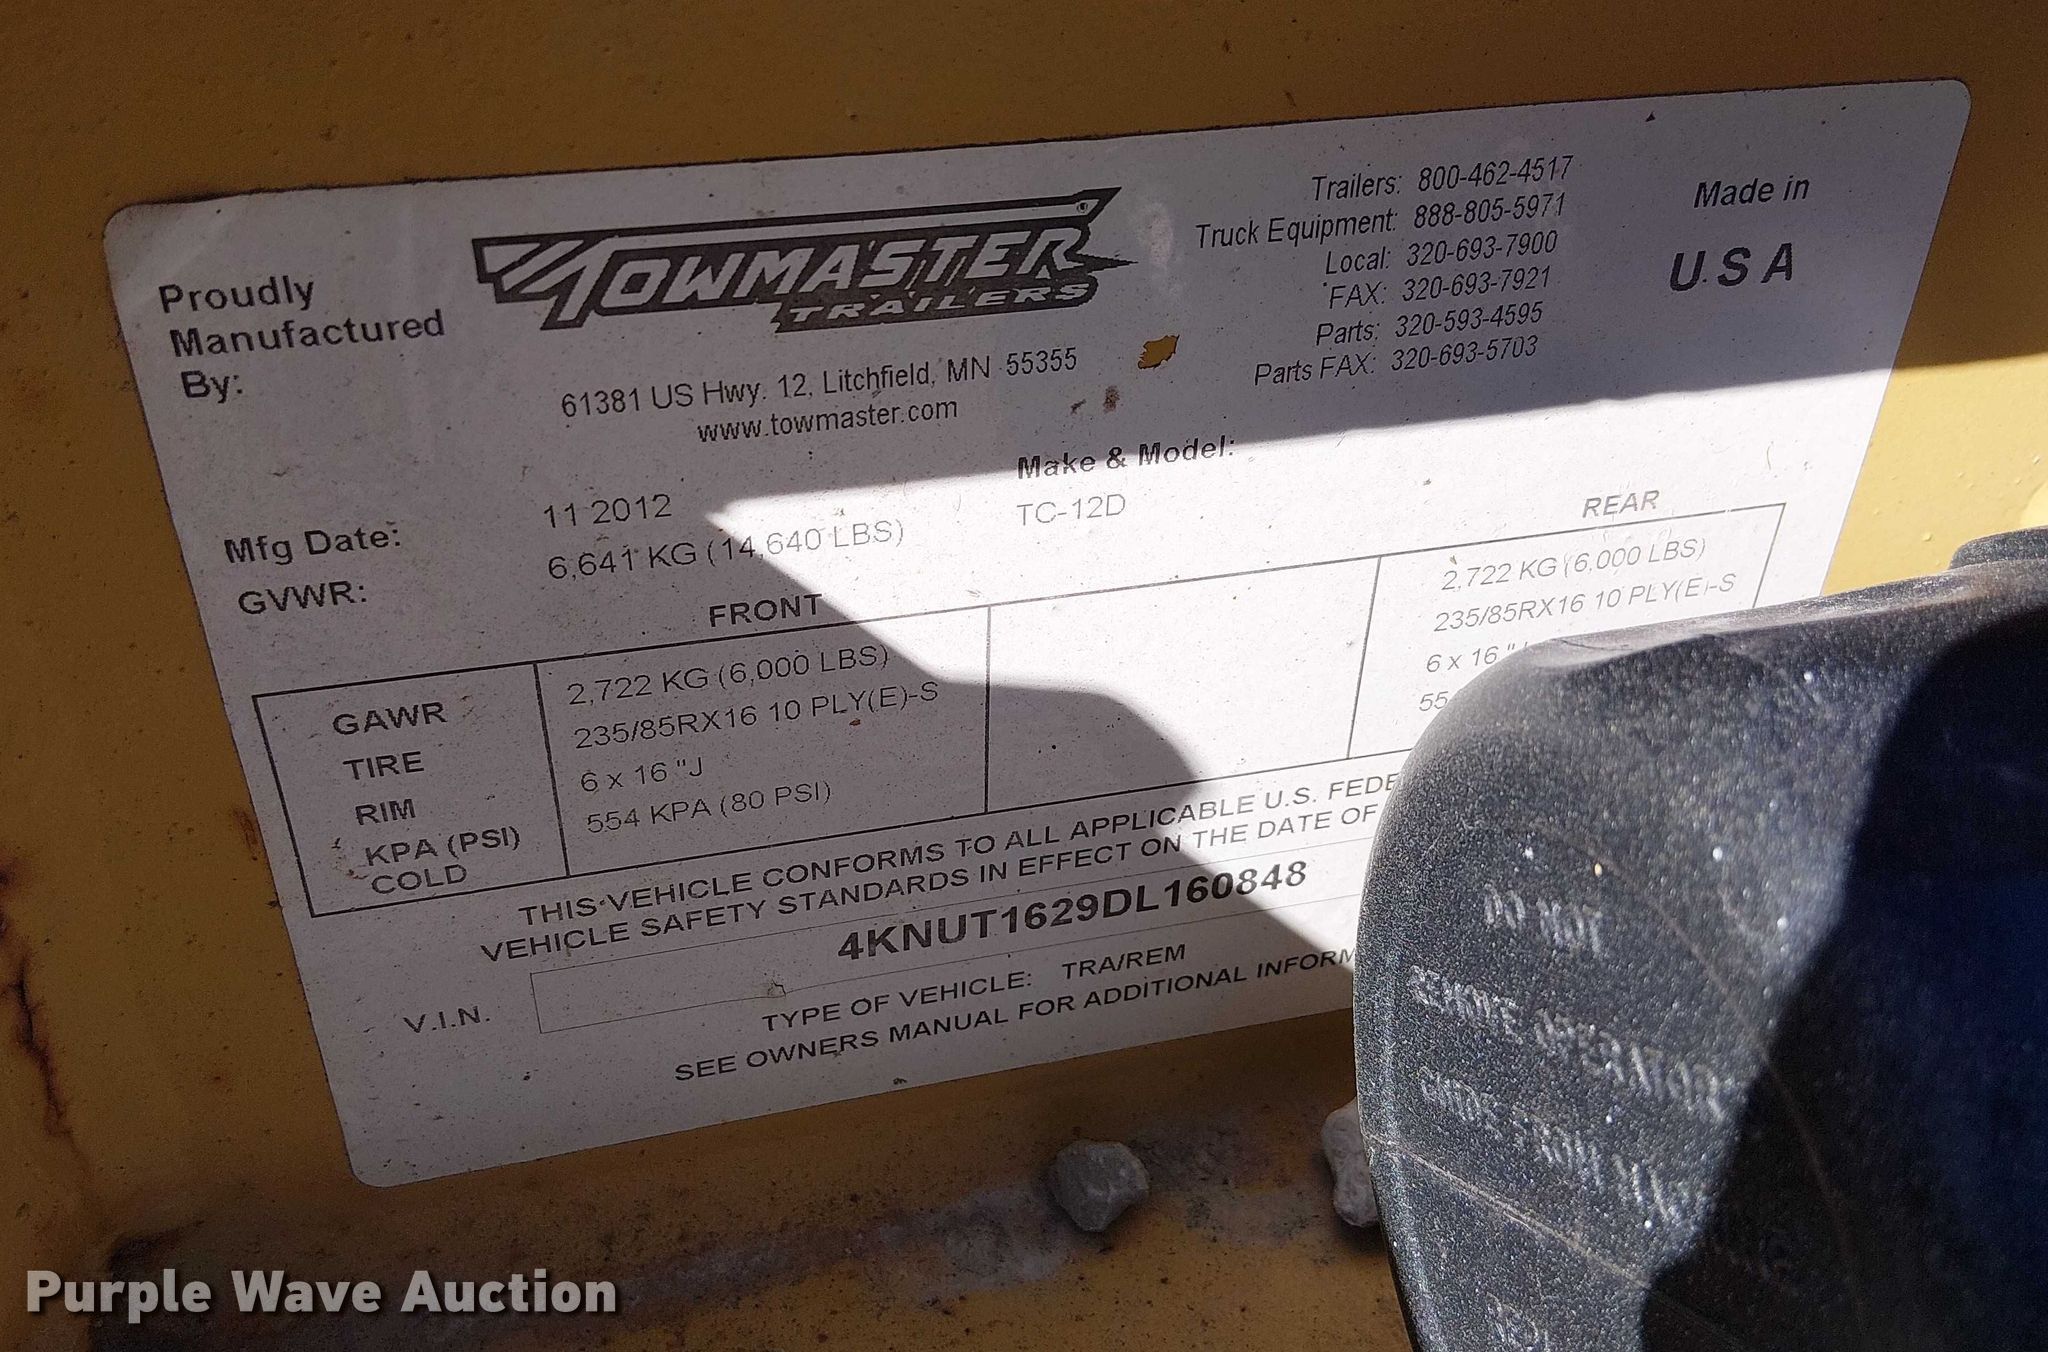 Proudly
Manufactured
By:
TOWMASTER
TRAILERS
61381 US Hwy. 12, Litchfield, MN 55355
www.towmaster.com
Trailers: 800-462-4517
Truck Equipment: 888-805-5971
Local: 320-693-7900
FAX: 320-693-7921
Parts: 320-593-4595
Parts FAX: 320-693-5703
Made in
USA
Mfg Date: 11 2012
Make & Model:
GVWR: 6,641 KG (14,640 LBS)
TC-12D
FRONT
REAR
GAWR 2,722 KG (6,000 LBS) 2,722 KG (6,000 LBS)
TIRE 235/85RX16 10 PLY(E)-S 235/85RX16 10 PLY(E)-S
RIM 6 x 16 "J 6 x 16 "
KPA (PSI) 554 KPA (80 PSI) 55
COLD
THIS VEHICLE CONFORMS TO ALL APPLICABLE U.S. FEDE
VEHICLE SAFETY STANDARDS IN EFFECT ON THE DATE OF
V.I.N. 4KNUT1629DL160848
TYPE OF VEHICLE: TRA/REM
SEE OWNERS MANUAL FOR ADDITIONAL INFORM
DO NOT
Purple Wave Auction